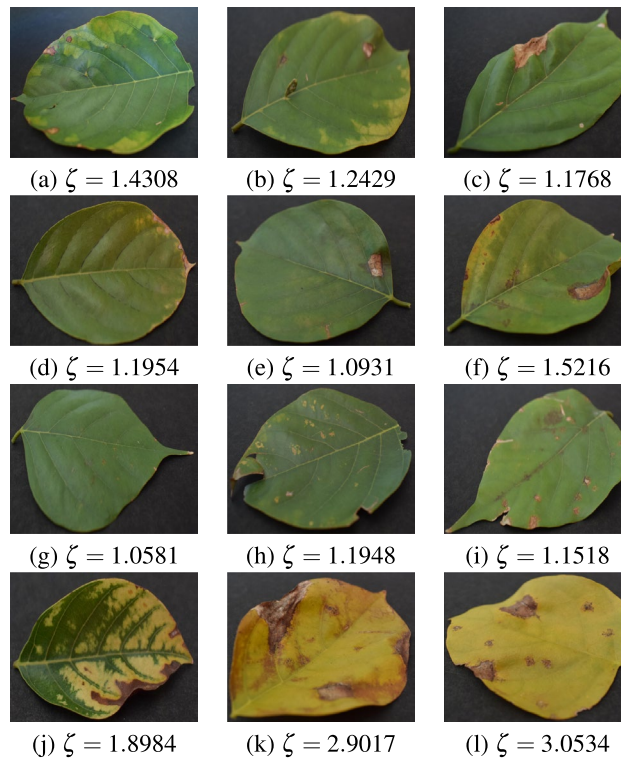 (a) ζ = 1.4308 (b) ζ = 1.2429 (c) ζ = 1.1768
(d) ζ = 1.1954 (e) ζ = 1.0931 (f) ζ = 1.5216
(g) ζ = 1.0581 (h) ζ = 1.1948 (i) ζ = 1.1518
(j) ζ = 1.8984 (k) ζ = 2.9017 (l) ζ = 3.0534